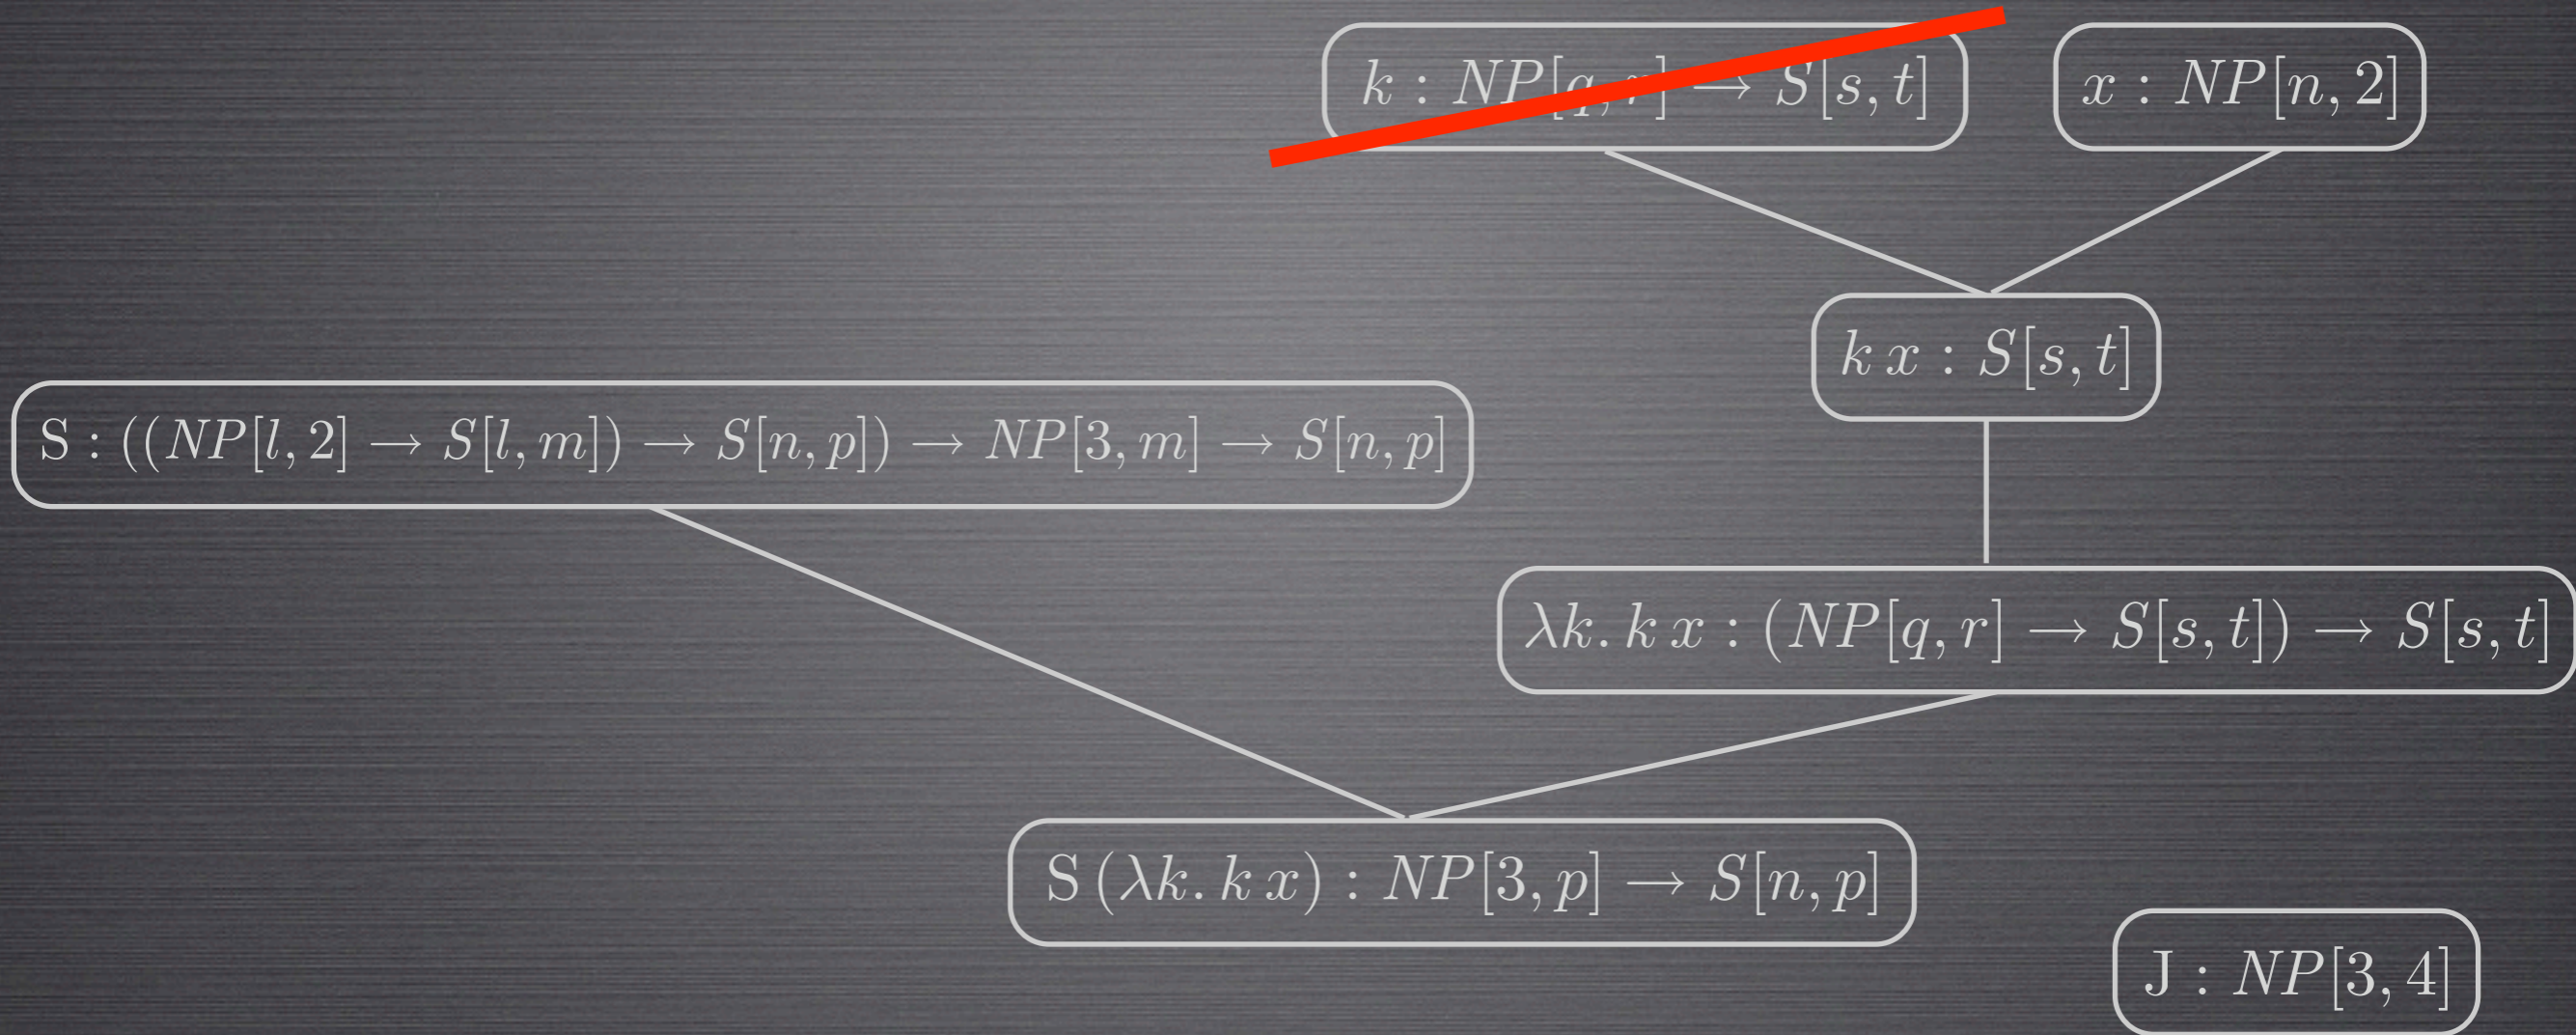 k : NP[q, r] → S[s, t]
x : NP[n, 2]
k x : S[s, t]
S : ((NP[l, 2] → S[l, m]) → S[n, p]) → NP[3, m] → S[n, p]
λk. k x : (NP[q, r] → S[s, t]) → S[s, t]
S (λk. k x) : NP[3, p] → S[n, p]
J : NP[3, 4]